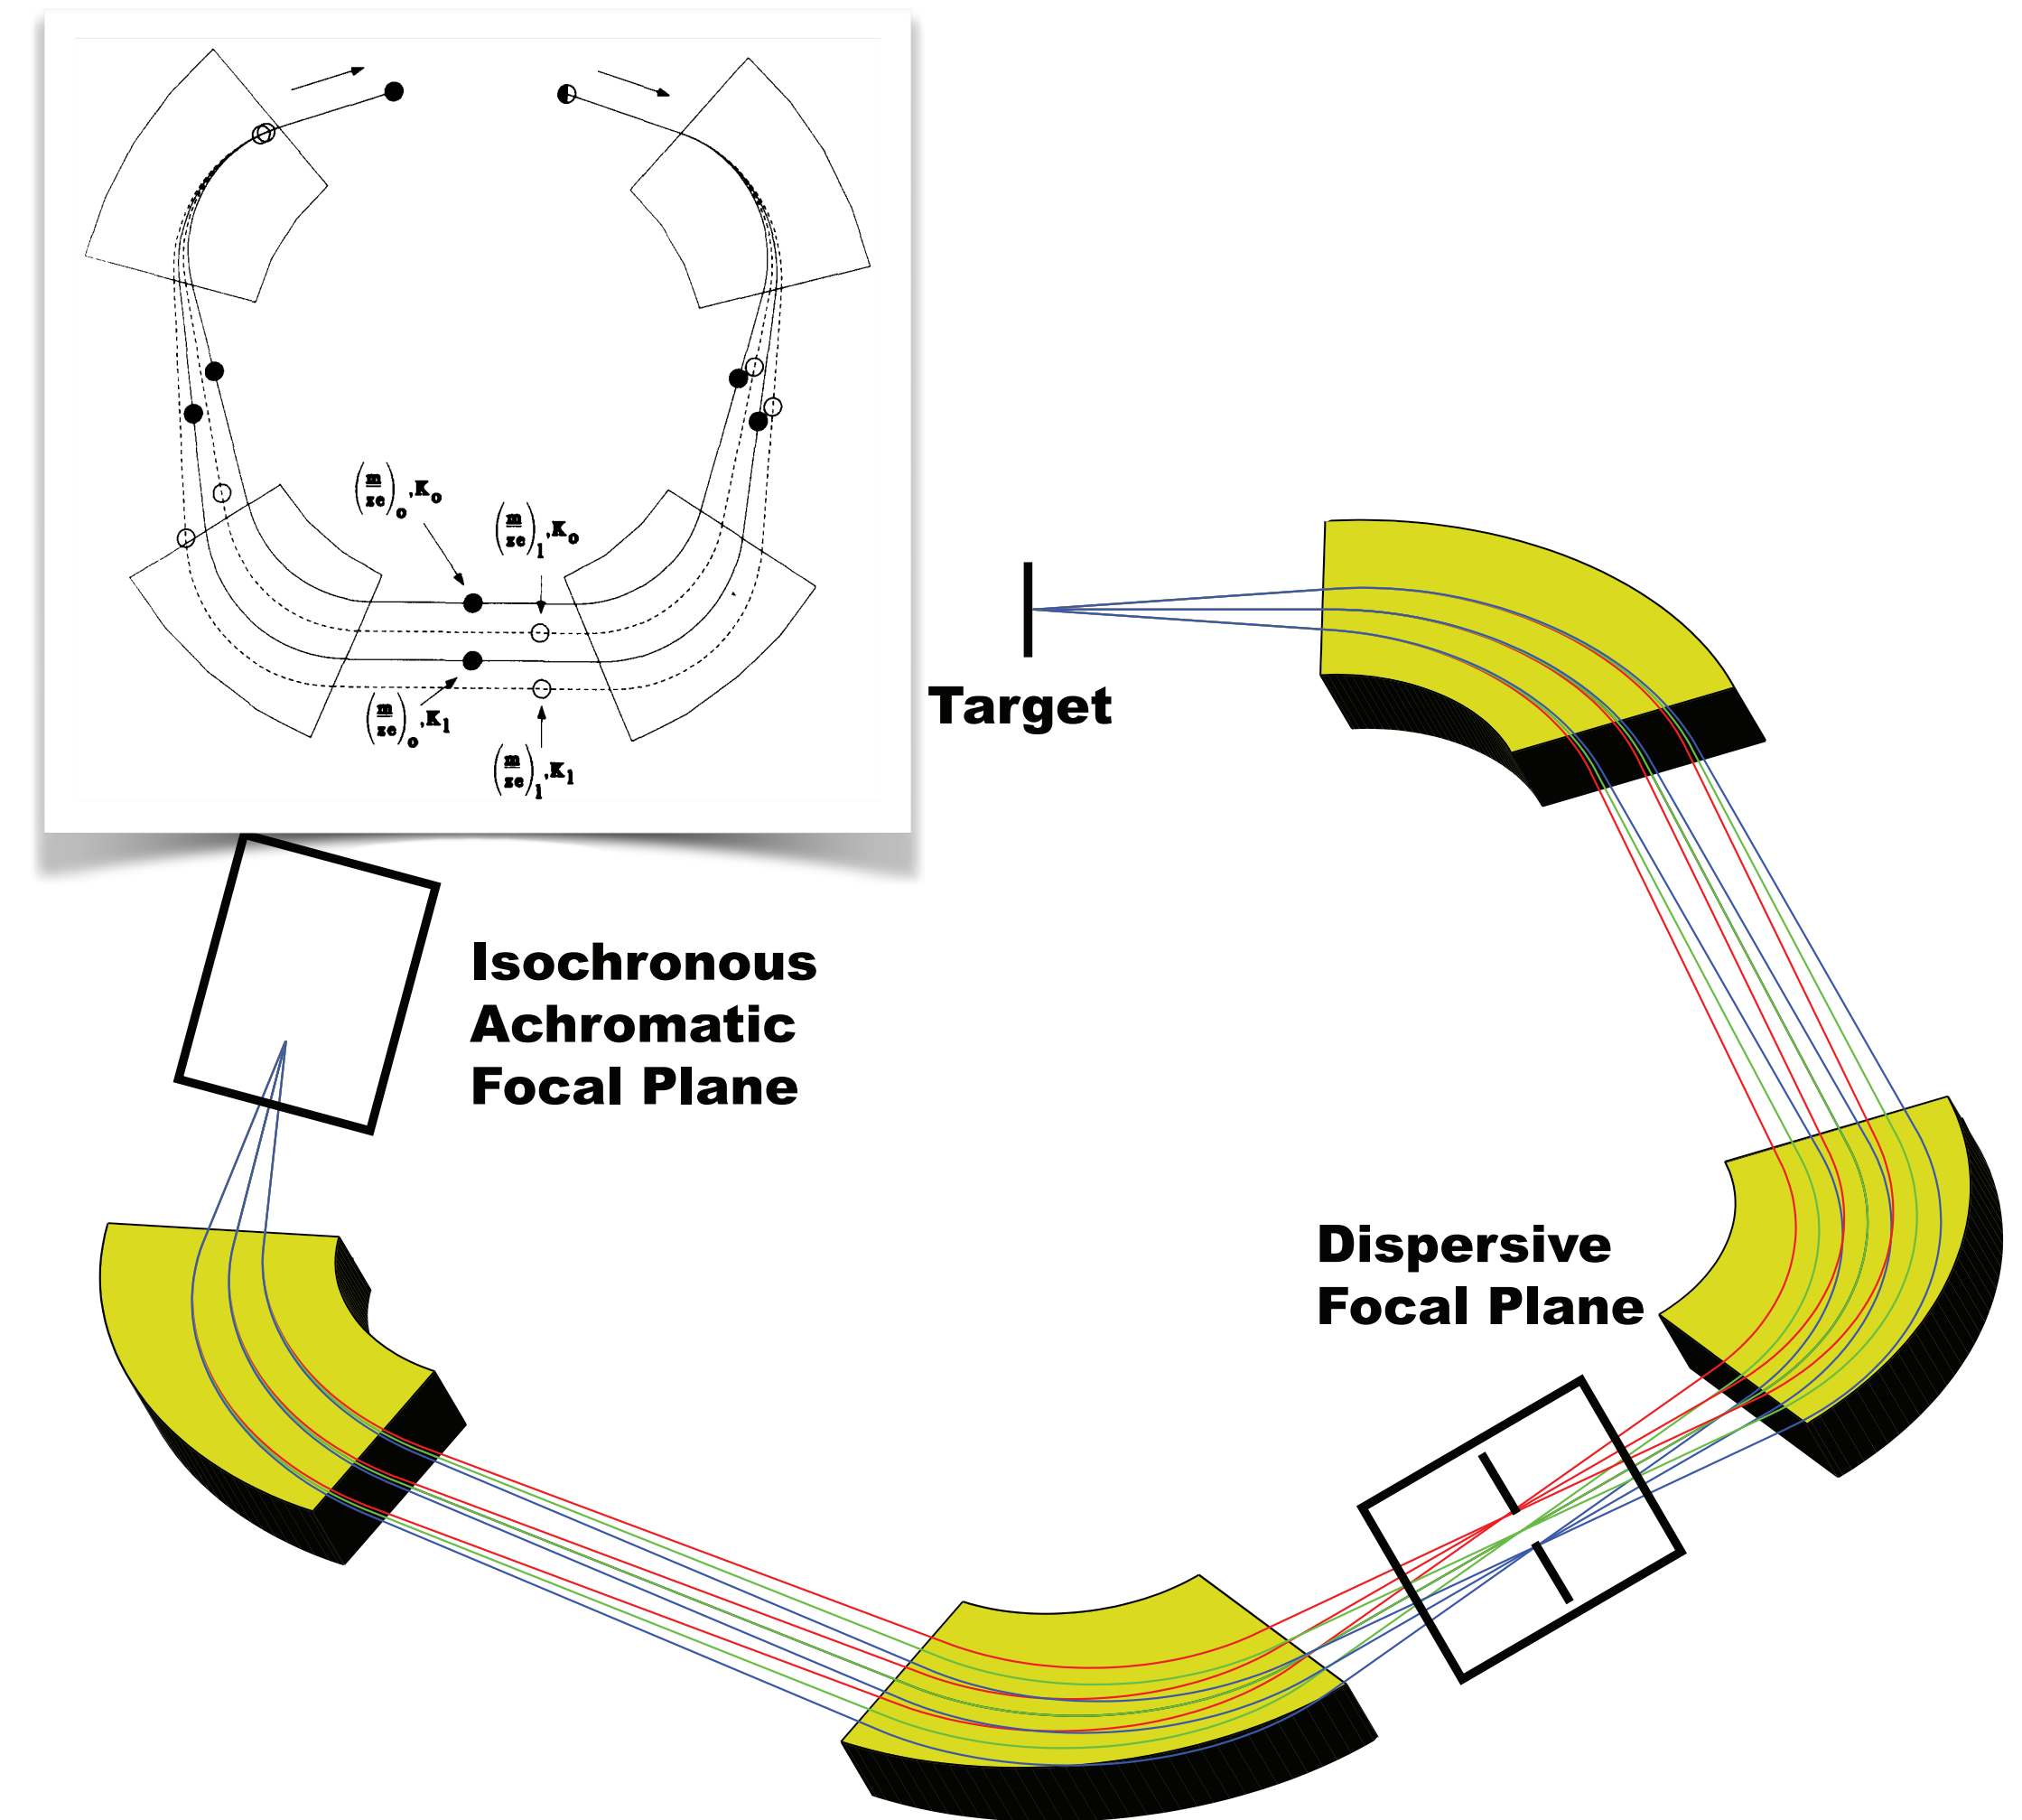 (m/ze)o,Ko
(m/ze)1,Ko
(m/ze)o,K1
(m/ze)1,K1
Target
Isochronous
Achromatic
Focal Plane
Dispersive
Focal Plane